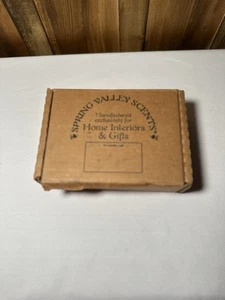 SPRING VALLEY SCENTS
Manufactured
exclusively for
Home Interiors
& Gifts